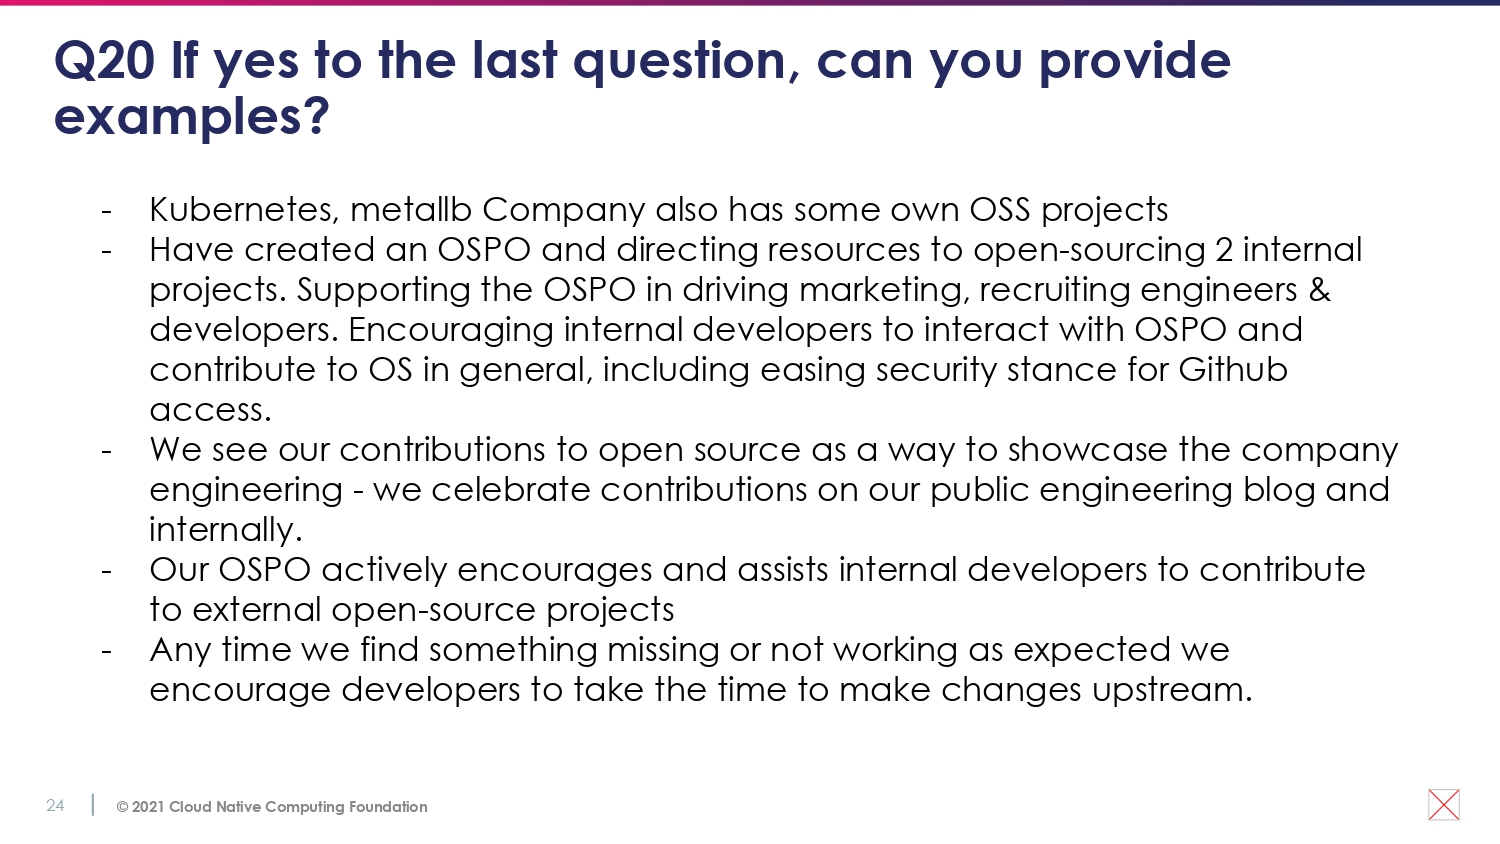 Q20 If yes to the last question, can you provide
examples?
- Kubernetes, metallb Company also has some own OSS projects
- Have created an OSPO and directing resources to open-sourcing 2 internal
projects. Supporting the OSPO in driving marketing, recruiting engineers &
developers. Encouraging internal developers to interact with OSPO and
contribute to OS in general, including easing security stance for Github
access.
- We see our contributions to open source as a way to showcase the company
engineering - we celebrate contributions on our public engineering blog and
internally.
- Our OSPO actively encourages and assists internal developers to contribute
to external open-source projects
- Any time we find something missing or not working as expected we
encourage developers to take the time to make changes upstream.
24
© 2021 Cloud Native Computing Foundation